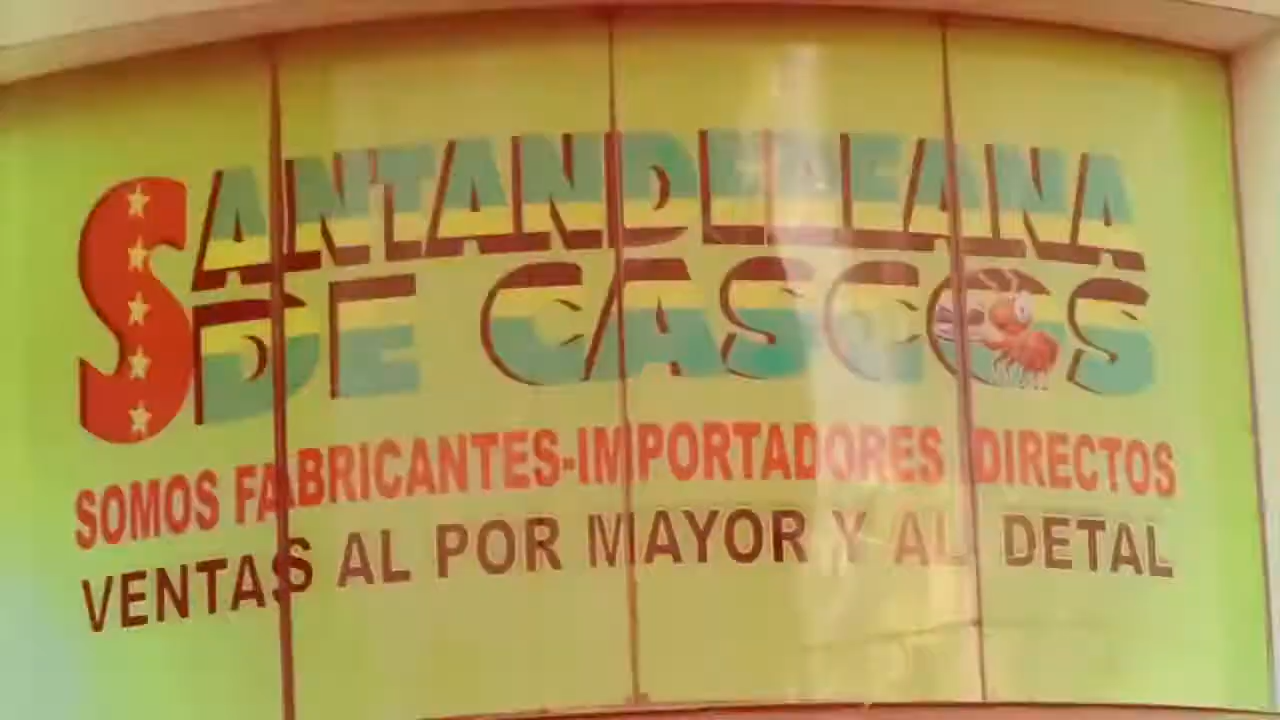 SANTANDEREANA
DE CASCOS
SOMOS FABRICANTES-IMPORTADORES DIRECTOS
VENTAS AL POR MAYOR Y AL DETAL